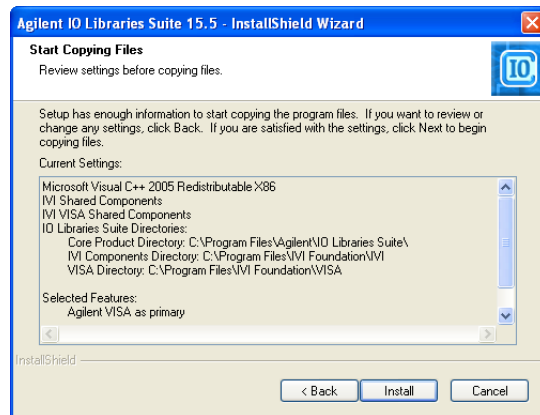 Agilent IO Libraries Suite 15.5 - InstallShield Wizard
Start Copying Files
Review settings before copying files.
IO
Setup has enough information to start copying the program files. If you want to review or
change any settings, click Back. If you are satisfied with the settings, click Next to begin
copying files.
Current Settings:
Microsoft Visual C++ 2005 Redistributable X86
IVI Shared Components
IVI VISA Shared Components
IO Libraries Suite Directories:
Core Product Directory: C:\Program Files\Agilent\IO Libraries Suite\
IVI Components Directory: C:\Program Files\IVI Foundation\IVI
VISA Directory: C:\Program Files\IVI Foundation\VISA
Selected Features:
Agilent VISA as primary
InstallShield
< Back
Install
Cancel